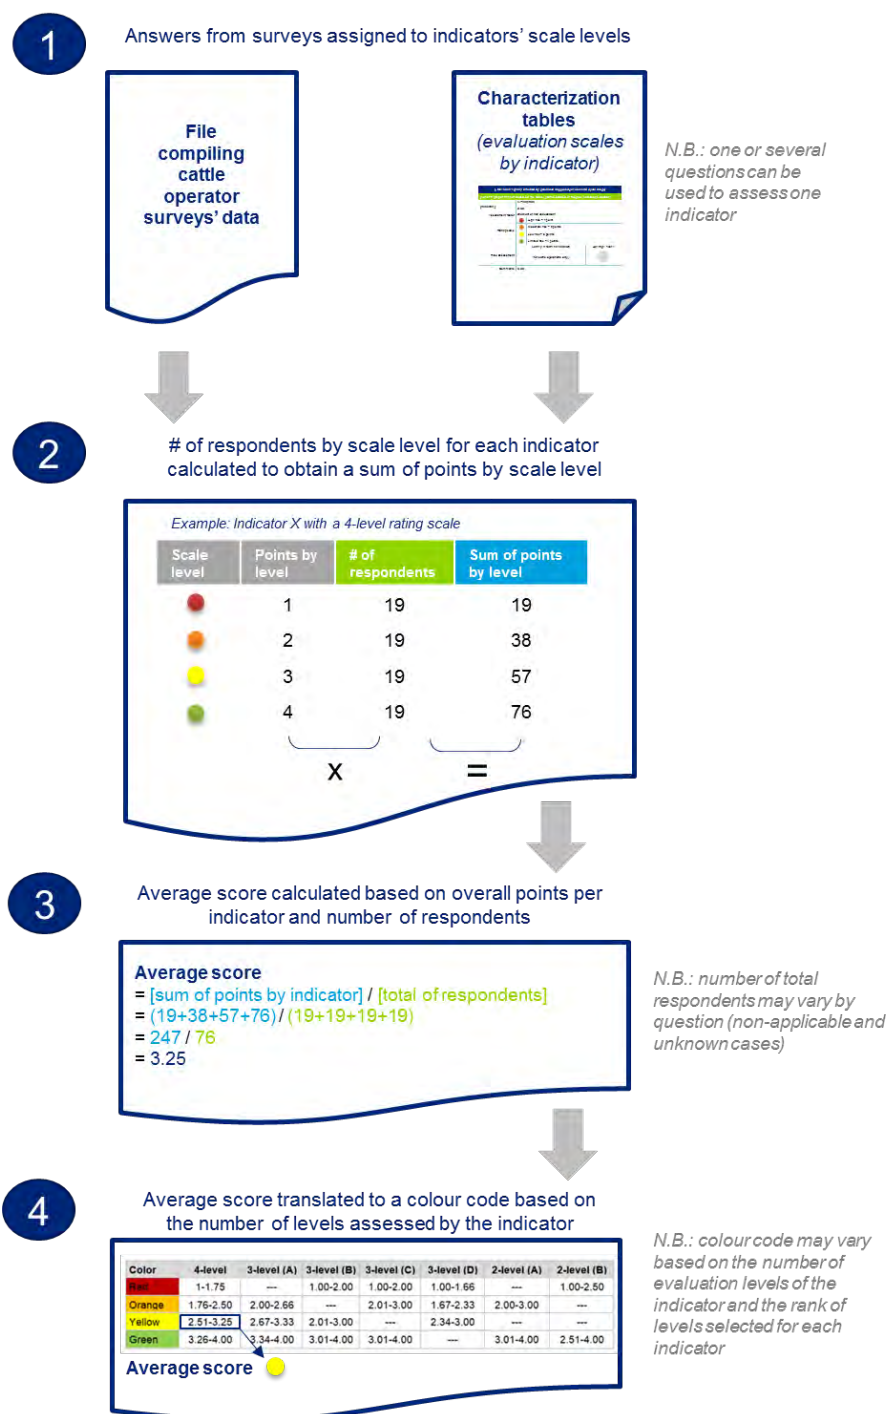 1
Answers from surveys assigned to indicators' scale levels
File
compiling
cattle
operator
surveys' data
Characterization
tables
(evaluation scales
by indicator)
N.B.: one or several
questions can be
used to assess one
indicator
2
# of respondents by scale level for each indicator
calculated to obtain a sum of points by scale level
Example: Indicator X with a 4-level rating scale
Scale level Points by level # of respondents Sum of points by level
1 19 19
2 19 38
3 19 57
4 19 76
x =
3
Average score calculated based on overall points per
indicator and number of respondents
Average score
= [sum of points by indicator] / [total of respondents]
= (19+38+57+76) / (19+19+19+19)
= 247 / 76
= 3.25
N.B.: number of total
respondents may vary by
question (non-applicable and
unknown cases)
4
Average score translated to a colour code based on
the number of levels assessed by the indicator
Color 4-level 3-level (A) 3-level (B) 3-level (C) 3-level (D) 2-level (A) 2-level (B)
Red 1-1.75 --- 1.00-2.00 1.00-2.00 1.00-1.66 --- 1.00-2.50
Orange 1.76-2.50 2.00-2.66 --- 2.01-3.00 1.67-2.33 2.00-3.00 ---
Yellow 2.51-3.25 2.67-3.33 2.01-3.00 --- 2.34-3.00 --- ---
Green 3.26-4.00 3.34-4.00 3.01-4.00 3.01-4.00 --- 3.01-4.00 2.51-4.00
Average score
N.B.: colour code may vary
based on the number of
evaluation levels of the
indicator and the rank of
levels selected for each
indicator